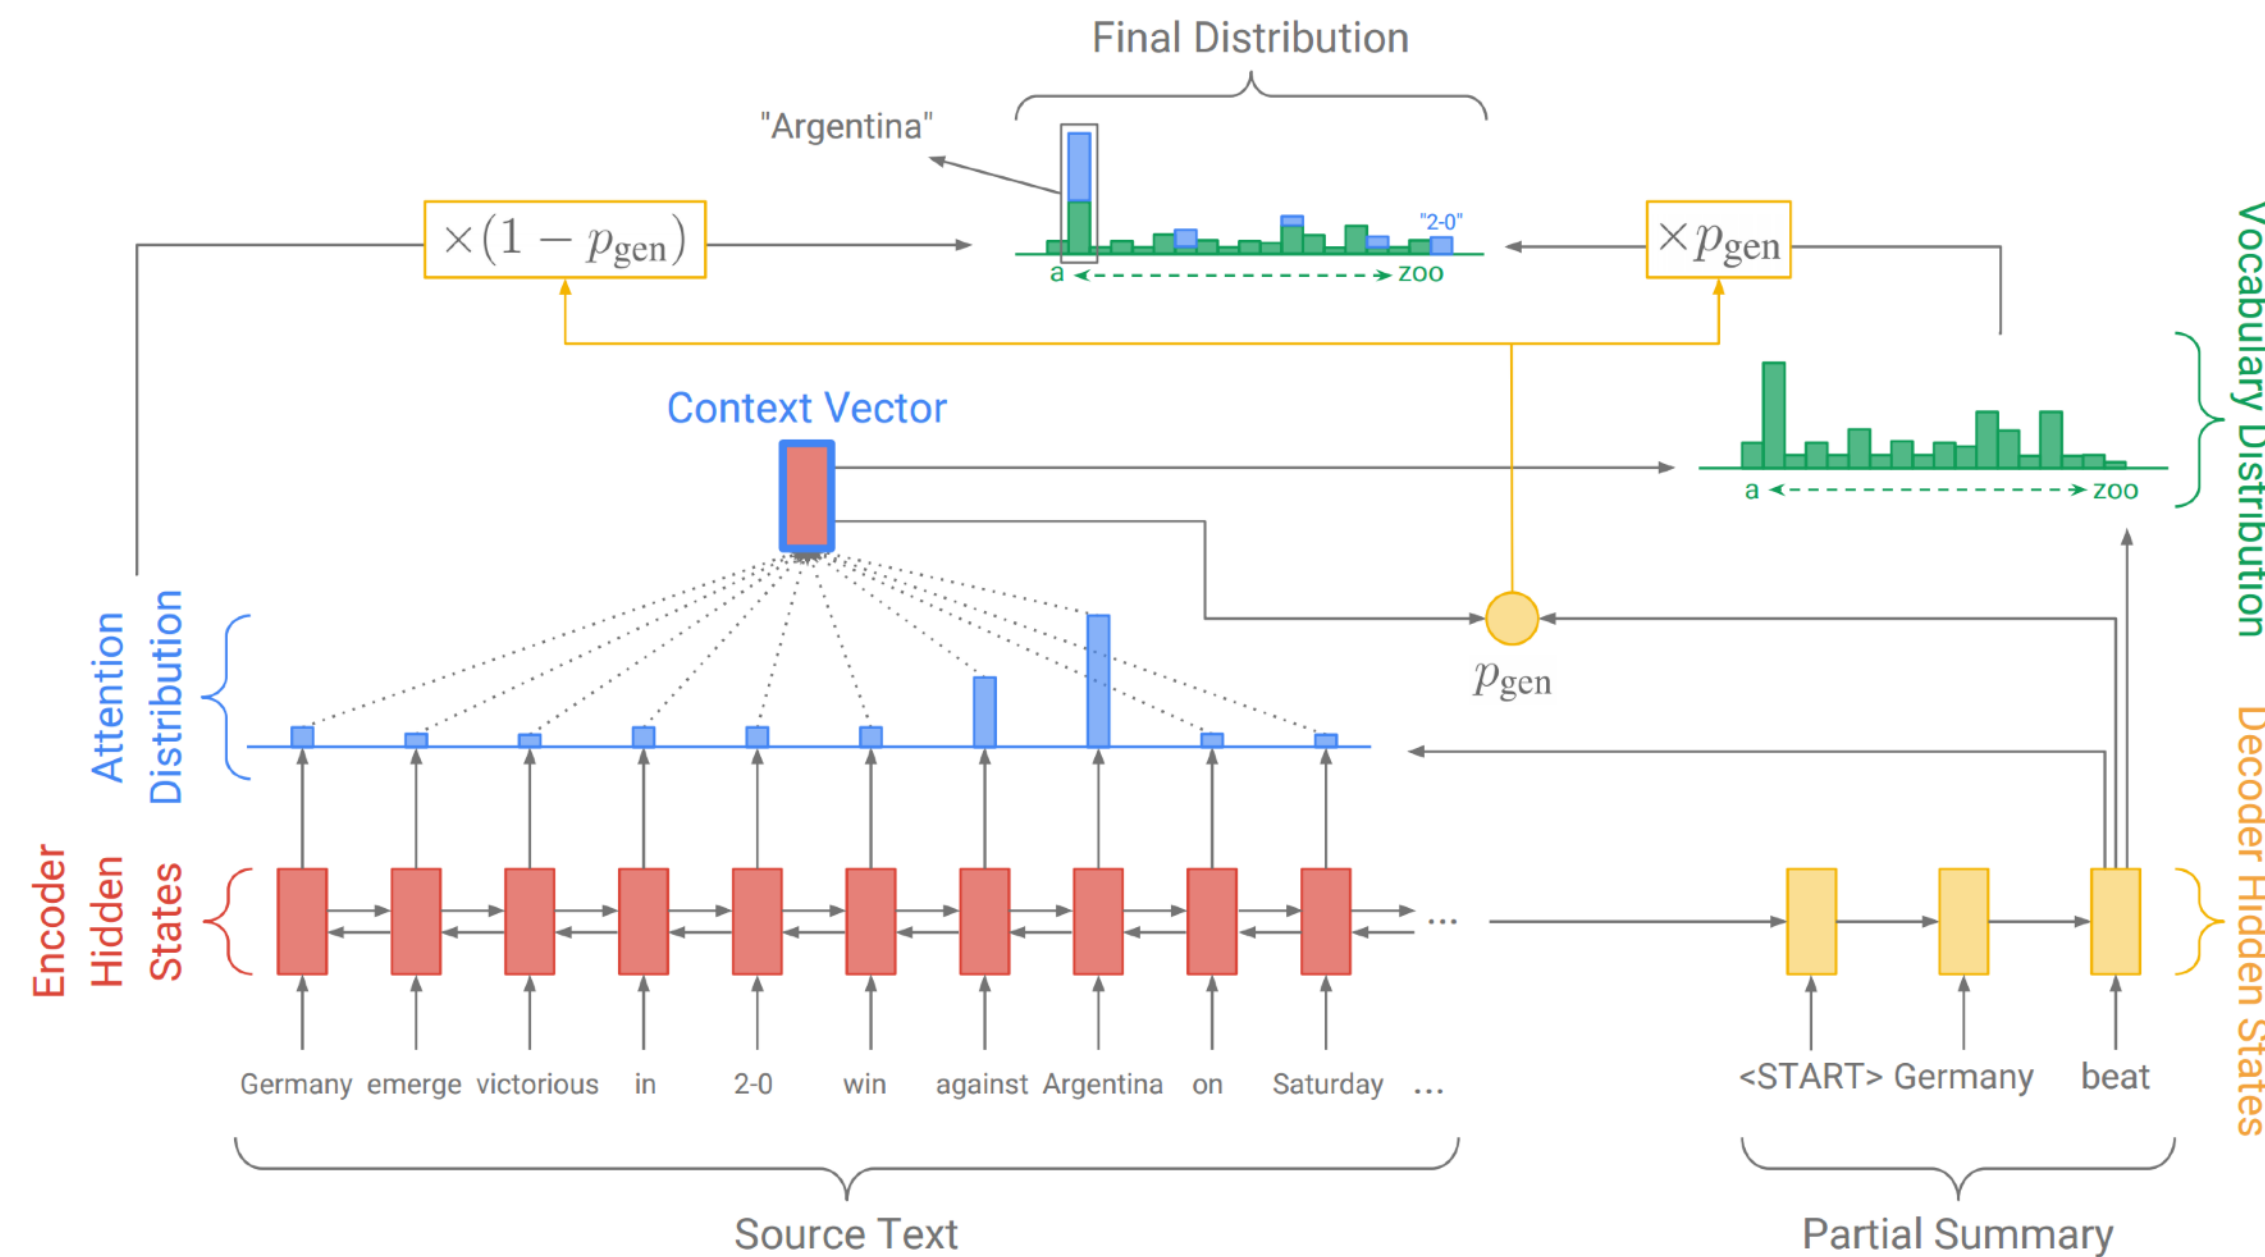 Final Distribution
"Argentina"
×(1 − pgen)
"2-0"
×pgen
a zoo
Context Vector
a zoo
Vocabulary Distribution
Attention
Distribution
pgen
Encoder
Hidden
States
Decoder Hidden States
...
Germany emerge victorious in 2-0 win against Argentina on Saturday ...
<START> Germany beat
Source Text
Partial Summary